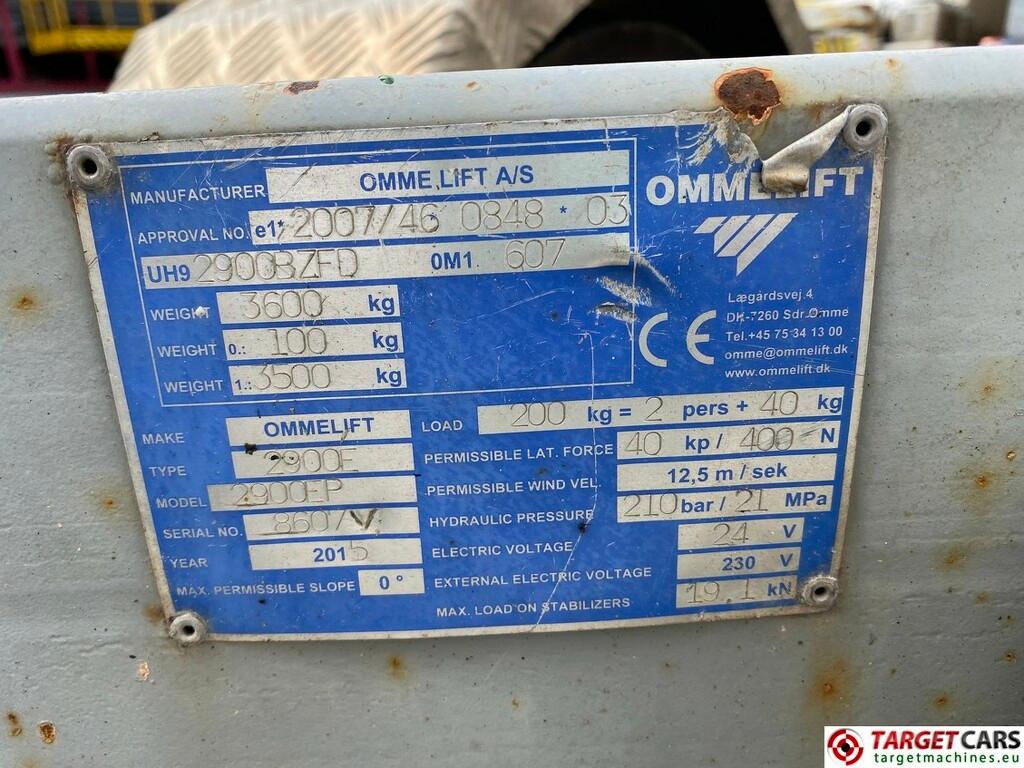 MANUFACTURER OMME LIFT A/S
APPROVAL NO. e1* 2007/46 * 0848 * 03
UH9 2900BZFD 0M1 607
WEIGHT 3600 kg
WEIGHT 0.: 100 kg
WEIGHT 1.: 3500 kg
OMMELIFT
Lægårdsvej 4
DK-7260 Sdr.Omme
Tel.+45 75 34 13 00
omme@ommelift.dk
www.ommelift.dk
CE
MAKE OMMELIFT
TYPE 2900E
MODEL 2900EP
SERIAL NO. 8607V
YEAR 2015
MAX. PERMISSIBLE SLOPE 0 °
LOAD 200 kg = 2 pers + 40 kg
PERMISSIBLE LAT. FORCE 40 kp / 400 N
PERMISSIBLE WIND VEL. 12,5 m / sek
HYDRAULIC PRESSURE 210 bar / 21 MPa
ELECTRIC VOLTAGE 24 V
EXTERNAL ELECTRIC VOLTAGE 230 V
MAX. LOAD ON STABILIZERS 19.1 kN
TARGETCARS
targetmachines.eu